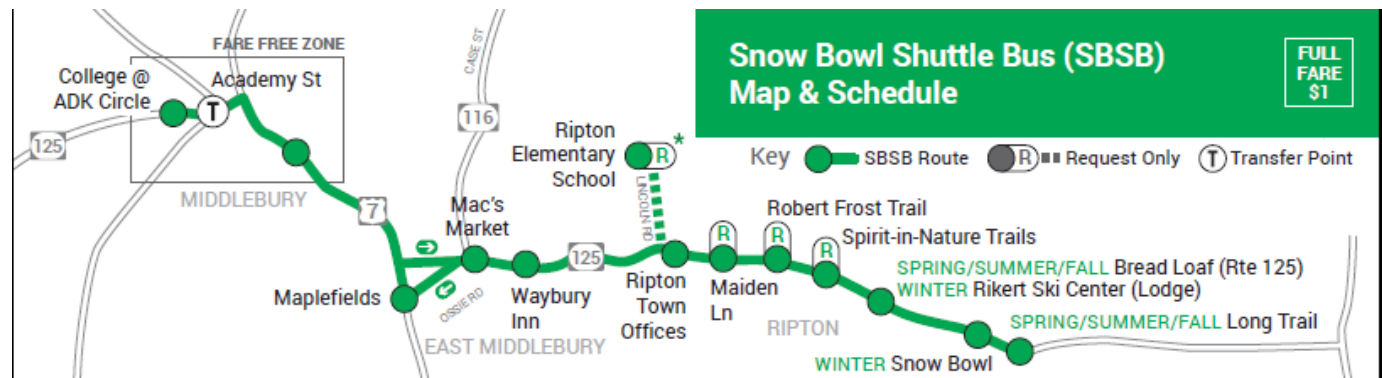 Snow Bowl Shuttle Bus (SBSB)
Map & Schedule
FULL
FARE
$1
Key
SBSB Route
R
Request Only
T
Transfer Point
FARE FREE ZONE
College @
ADK Circle
Academy St
T
125
MIDDLEBURY
7
CASE ST
116
Mac's
Market
Maplefields
OSSIE RD
Waybury
Inn
EAST MIDDLEBURY
125
Ripton
Elementary
School
R
*
LINCOLN RD
Ripton
Town
Offices
R
Maiden
Ln
R
Robert Frost Trail
R
Spirit-in-Nature Trails
RIPTON
SPRING/SUMMER/FALL Bread Loaf (Rte 125)
WINTER Rikert Ski Center (Lodge)
SPRING/SUMMER/FALL Long Trail
WINTER Snow Bowl